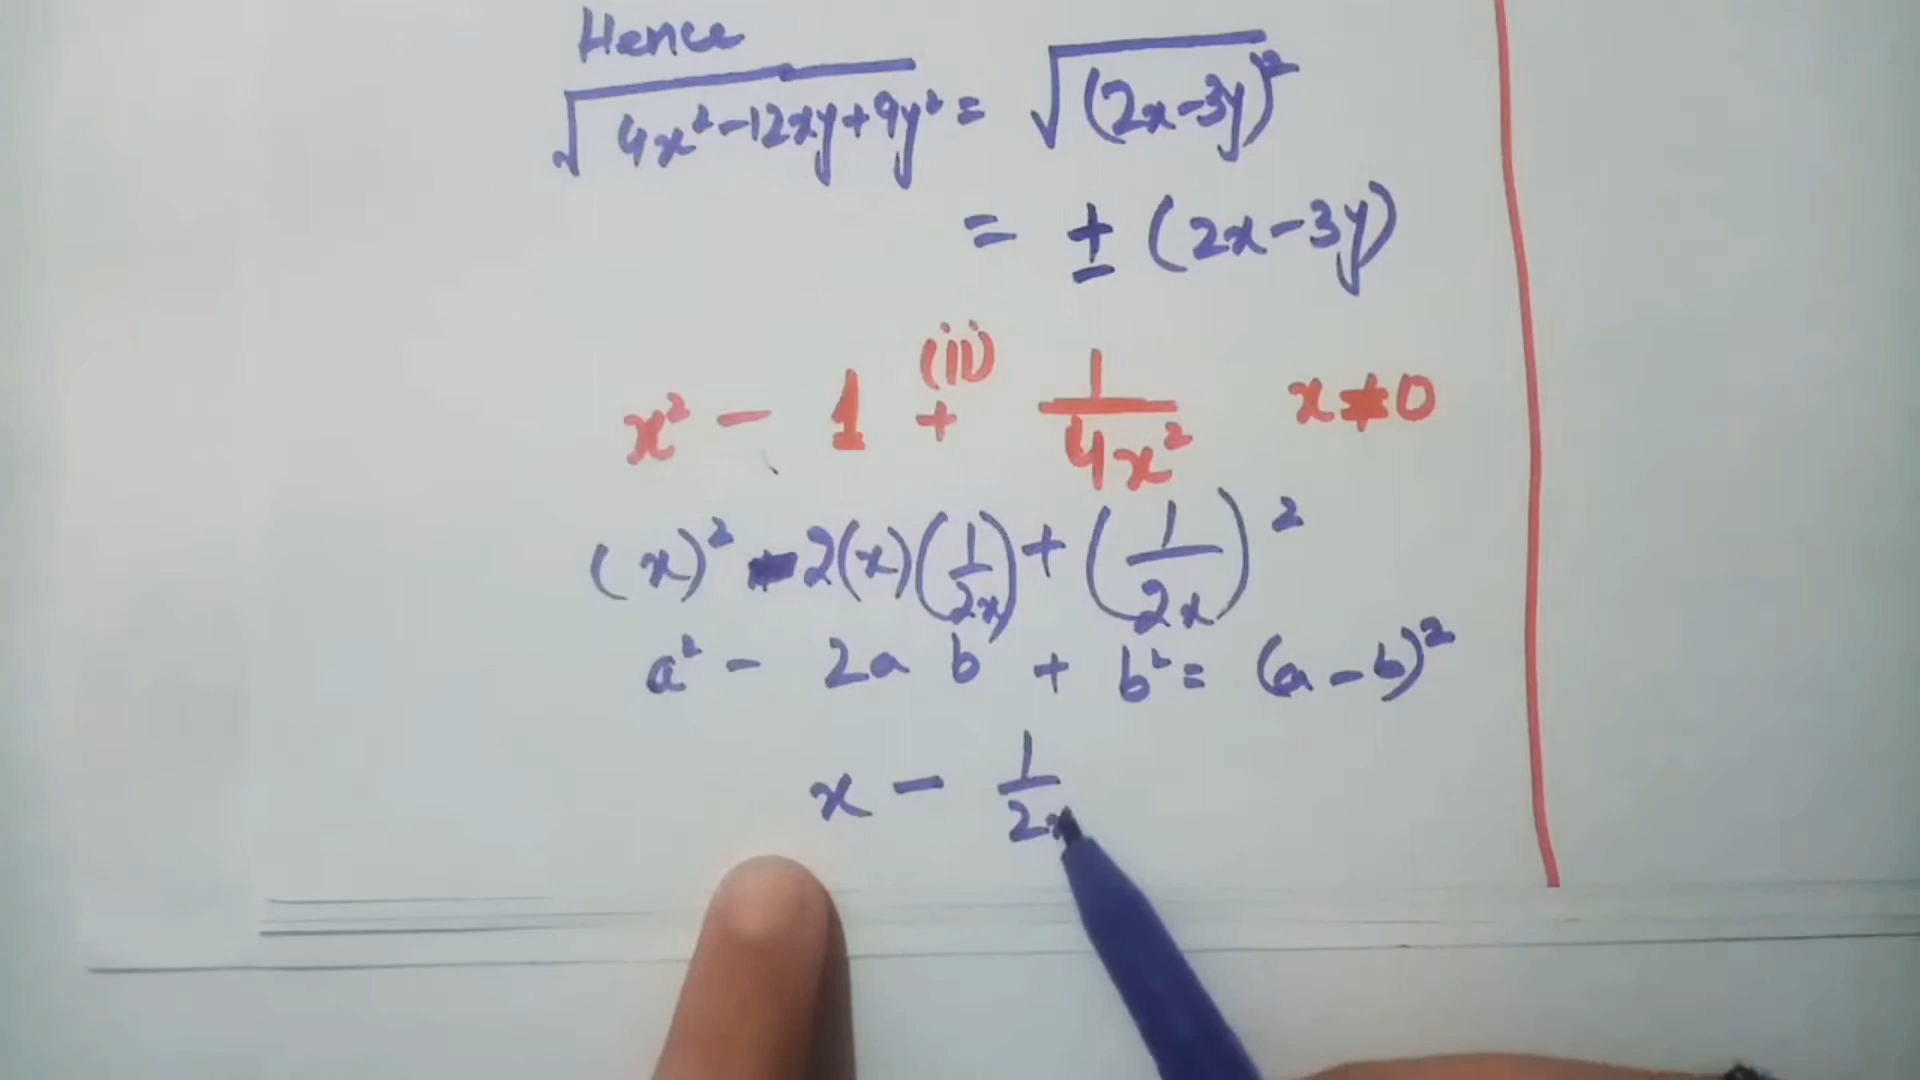 Hence
√4x²-12xy+9y² = √(2x-3y)²
= ± (2x-3y)
(ii)
x² - 1 + 1/4x² x≠0
(x)² - 2(x)(1/2x) + (1/2x)²
a² - 2a b + b² = (a-b)²
x - 1/2x